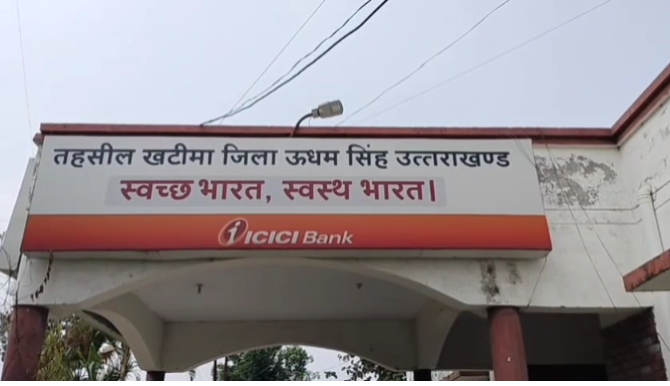 तहसील खटीमा जिला ऊधम सिंह उत्तराखण्ड
स्वच्छ भारत, स्वस्थ भारत।
ICICI Bank